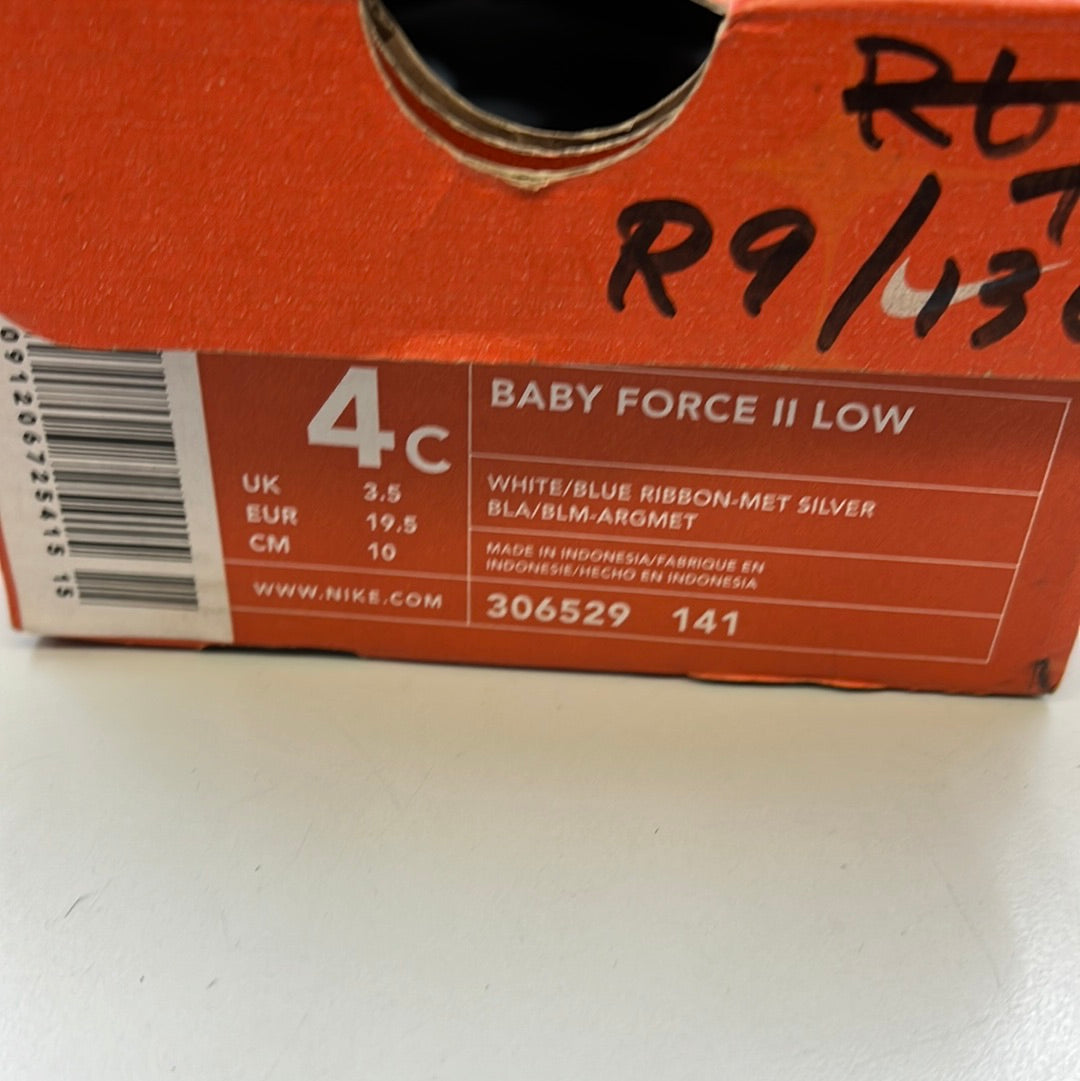 R6
R9/13
4C
UK 3.5
EUR 19.5
CM 10
WWW.NIKE.COM
BABY FORCE II LOW
WHITE/BLUE RIBBON-MET SILVER
BLA/BLM-ARGMET
MADE IN INDONESIA/FABRIQUE EN
INDONESIE/HECHO EN INDONESIA
306529 141